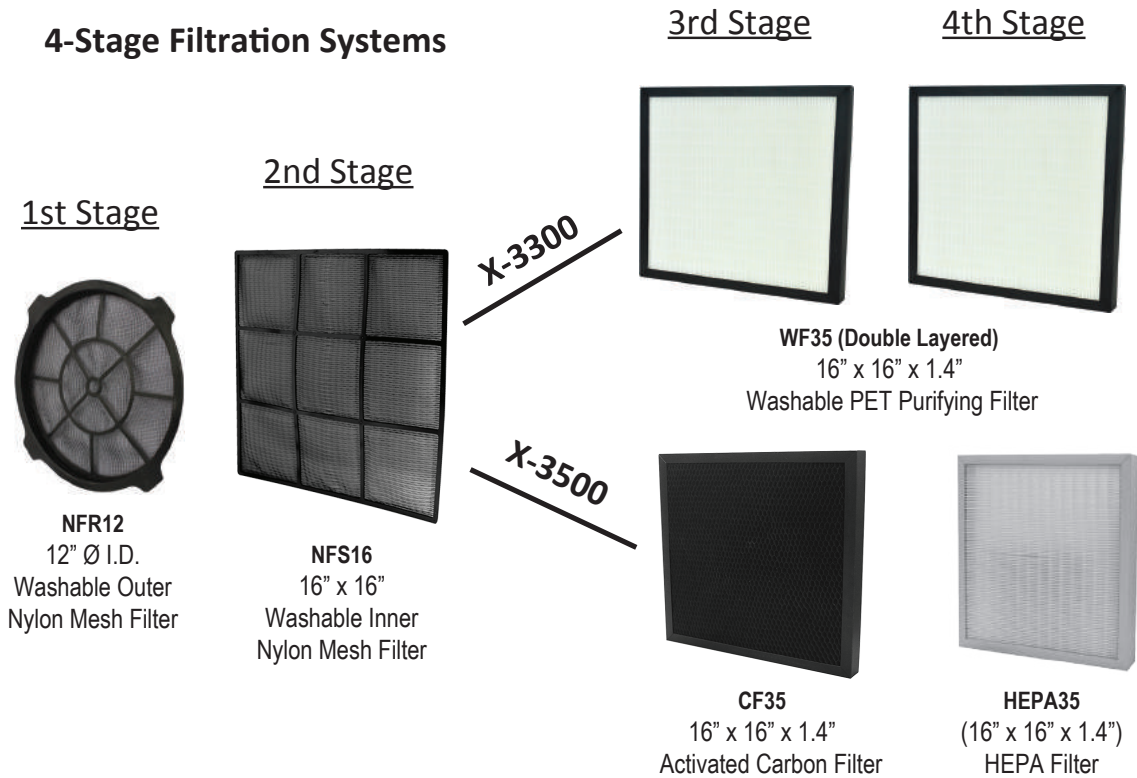 4-Stage Filtration Systems
1st Stage
2nd Stage
3rd Stage
4th Stage
NFR12
12” Ø I.D.
Washable Outer
Nylon Mesh Filter
NFS16
16” x 16”
Washable Inner
Nylon Mesh Filter
X-3300
WF35 (Double Layered)
16” x 16” x 1.4”
Washable PET Purifying Filter
X-3500
CF35
16” x 16” x 1.4”
Activated Carbon Filter
HEPA35
(16” x 16” x 1.4”)
HEPA Filter